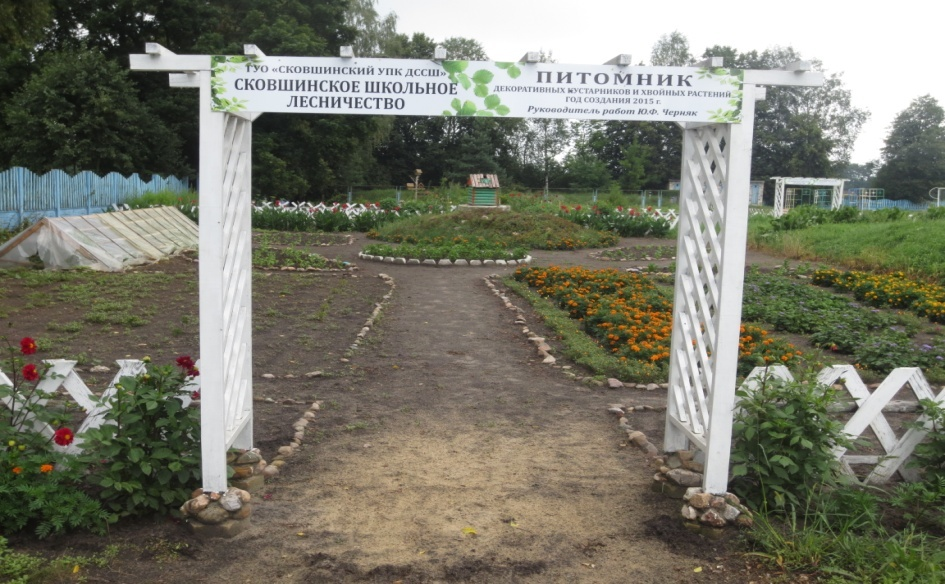 ГУО «СКОВШИНСКИЙ УПК ДССШ»
СКОВШИНСКОЕ ШКОЛЬНОЕ
ЛЕСНИЧЕСТВО
ПИТОМНИК
ДЕКОРАТИВНЫХ КУСТАРНИКОВ И ХВОЙНЫХ РАСТЕНИЙ
ГОД СОЗДАНИЯ 2015 г.
Руководитель работ Ю.Ф. Черняк